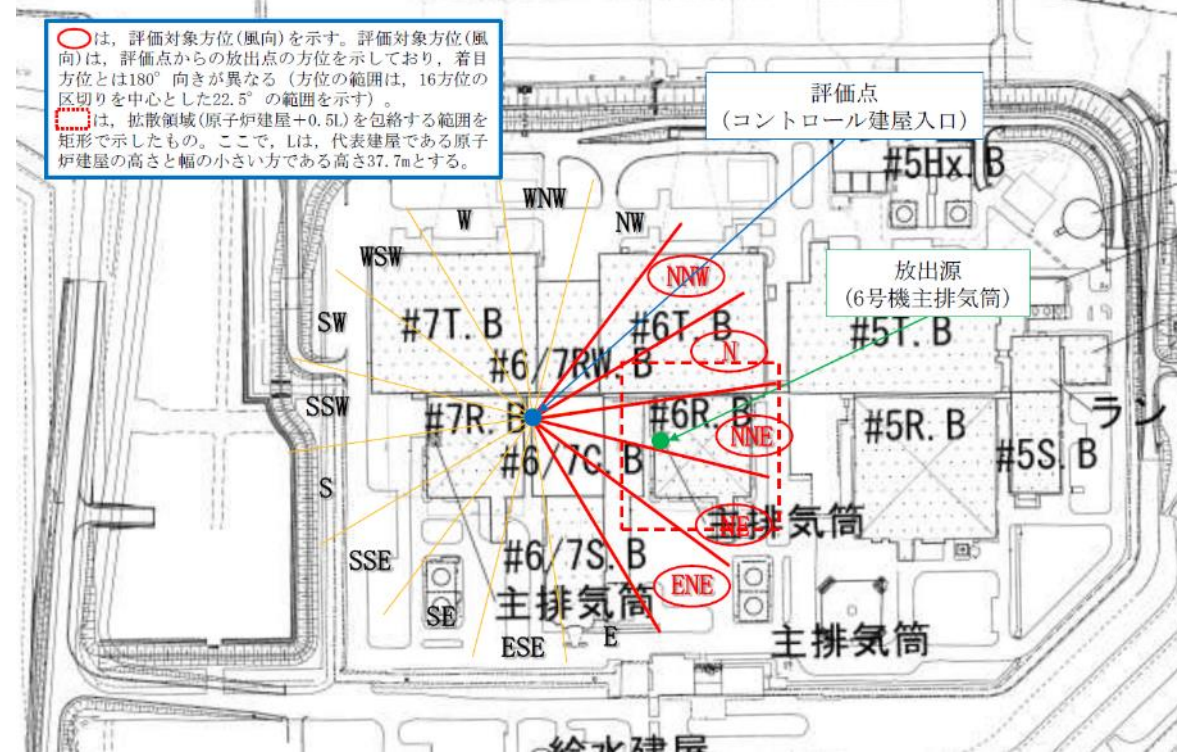 は，評価対象方位(風向)を示す。評価対象方位(風
向)は，評価点からの放出点の方位を示しており，着目
方位とは180°向きが異なる（方位の範囲は，16方位の
区切りを中心とした22.5°の範囲を示す）。
は，拡散領域(原子炉建屋+0.5L)を包絡する範囲を
矩形で示したもの。ここで，Lは，代表建屋である原子
炉建屋の高さと幅の小さい方である高さ37.7mとする。
評価点
(コントロール建屋入口)
#5Hx.B
WNW
W
NW
WSW
NNW
放出源
(6号機主排気筒)
SW
#7T.B
#6T.B
N
#5T.B
#6/7RW.B
SSW
#7R.B
#6R.B
NNE
#5R.B
ラン
#6/7C.B
#5S.B
S
NE
主排気筒
SSE
#6/7S.B
ENE
主排気筒
SE
ESE
E
主排気筒
給水建屋